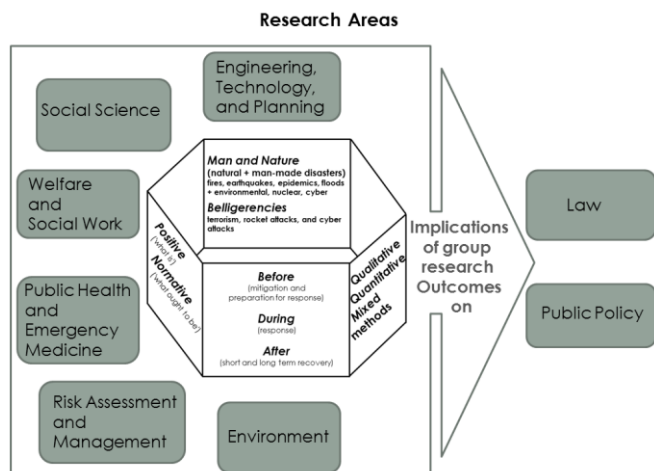 Research Areas
Engineering,
Technology,
and Planning
Social Science
Welfare
and
Social Work
Public Health
and
Emergency
Medicine
Risk Assessment
and
Management
Environment
Man and Nature
(natural + man-made disasters)
fires, earthquakes, epidemics, floods
+ environmental, nuclear, cyber
Belligerencies
terrorism, rocket attacks, and cyber
attacks
Positive
('what is')
Normative
('what ought to be')
Before
(mitigation and
preparation for response)
During
(response)
After
(short and long term recovery)
Qualitative
Quantitative
Mixed
methods
Implications
of group
research
Outcomes
on
Law
Public Policy